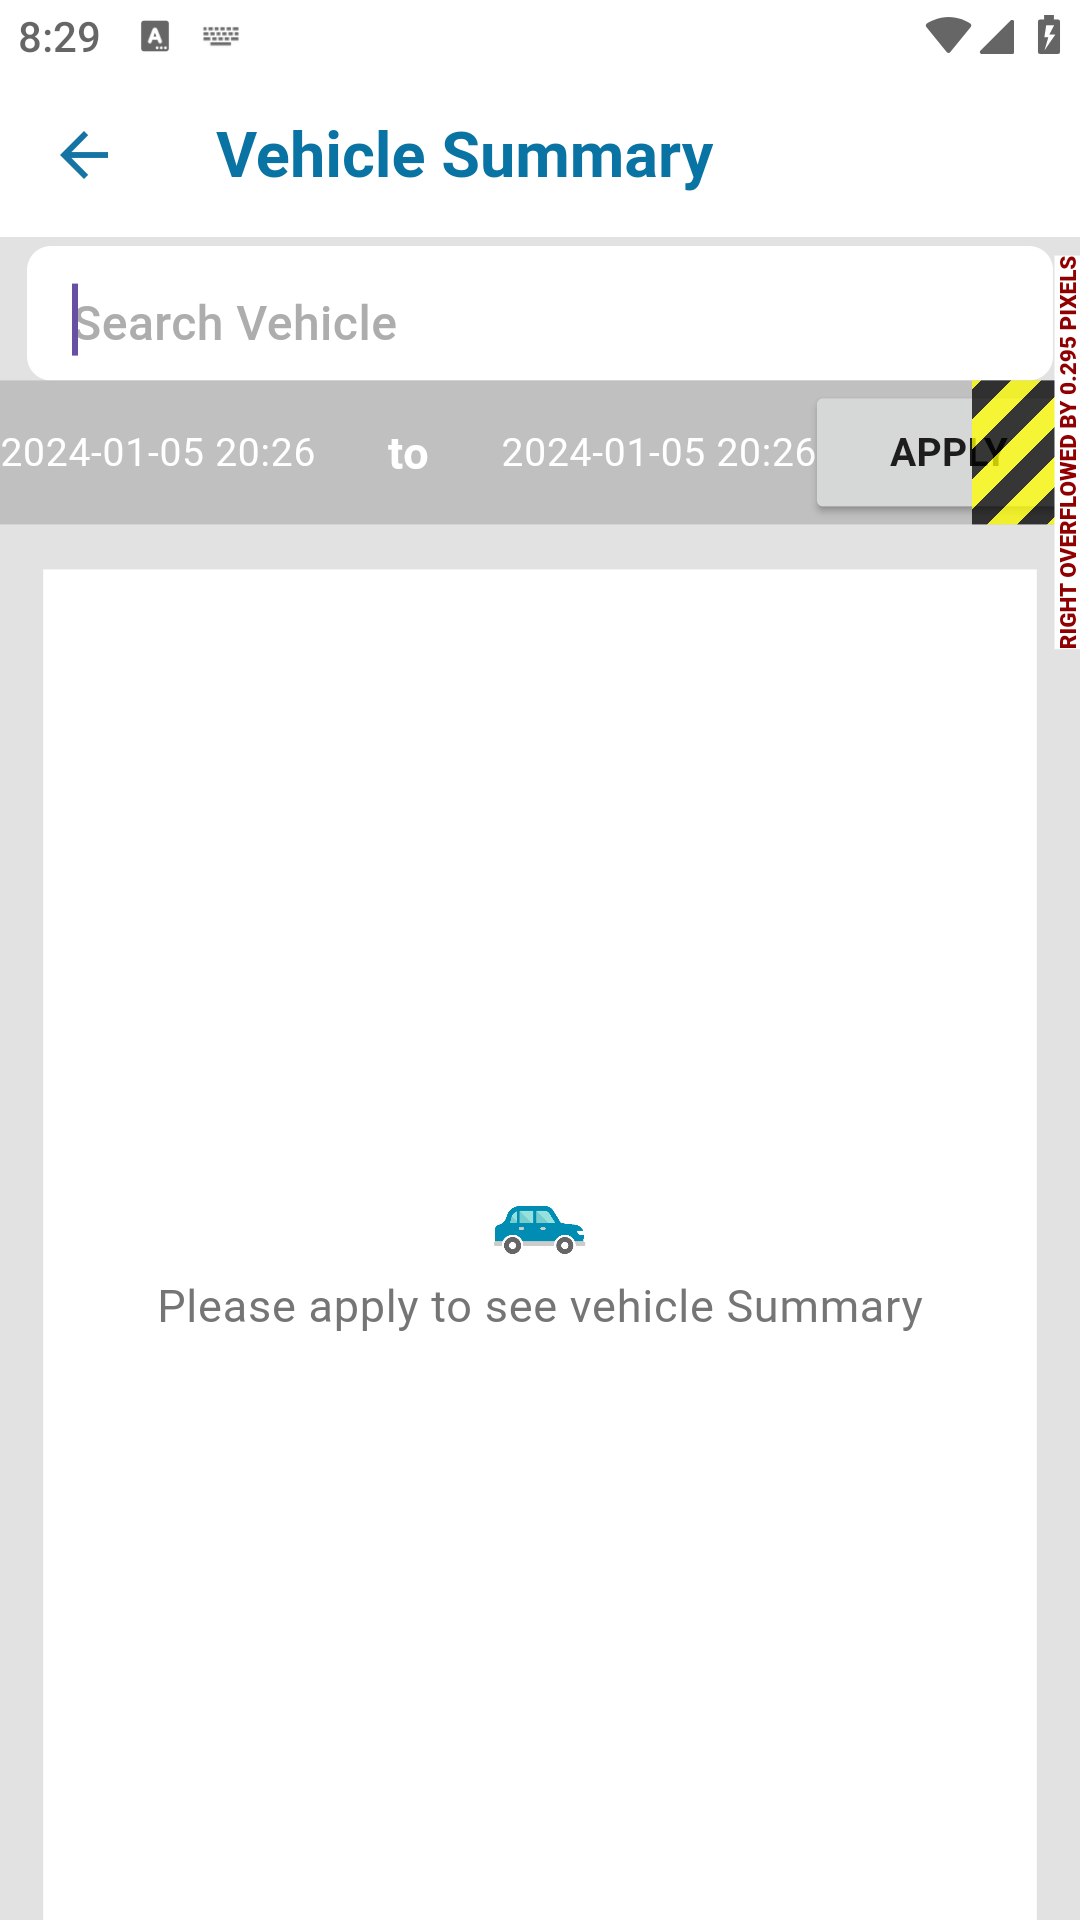 8:29
Vehicle Summary
Search Vehicle
2024-01-05 20:26 to 2024-01-05 20:26 APPLY
RIGHT OVERFLOWED BY 0.295 PIXELS
Please apply to see vehicle Summary